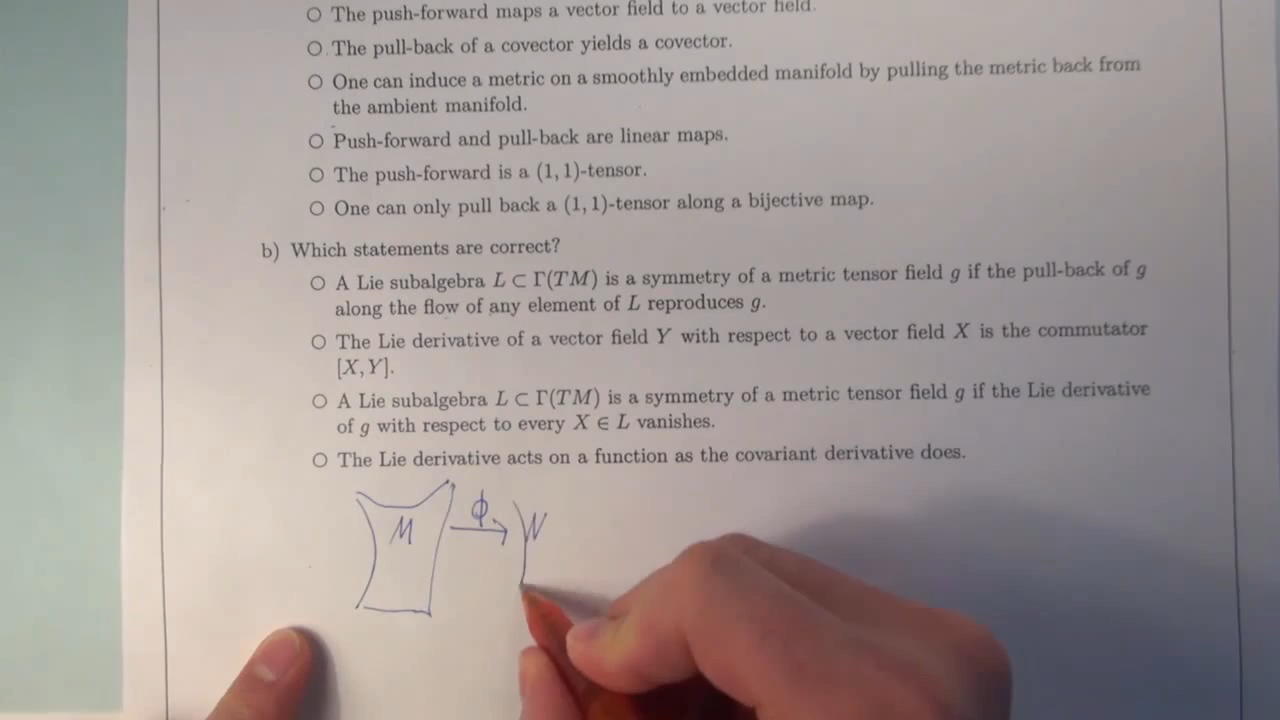 ○ The push-forward maps a vector field to a vector field.
○ The pull-back of a covector yields a covector.
○ One can induce a metric on a smoothly embedded manifold by pulling the metric back from
the ambient manifold.
○ Push-forward and pull-back are linear maps.
○ The push-forward is a (1, 1)-tensor.
○ One can only pull back a (1, 1)-tensor along a bijective map.
b) Which statements are correct?
○ A Lie subalgebra L ⊂ Γ(TM) is a symmetry of a metric tensor field g if the pull-back of g
along the flow of any element of L reproduces g.
○ The Lie derivative of a vector field Y with respect to a vector field X is the commutator
[X, Y].
○ A Lie subalgebra L ⊂ Γ(TM) is a symmetry of a metric tensor field g if the Lie derivative
of g with respect to every X ∈ L vanishes.
○ The Lie derivative acts on a function as the covariant derivative does.
M ϕ N